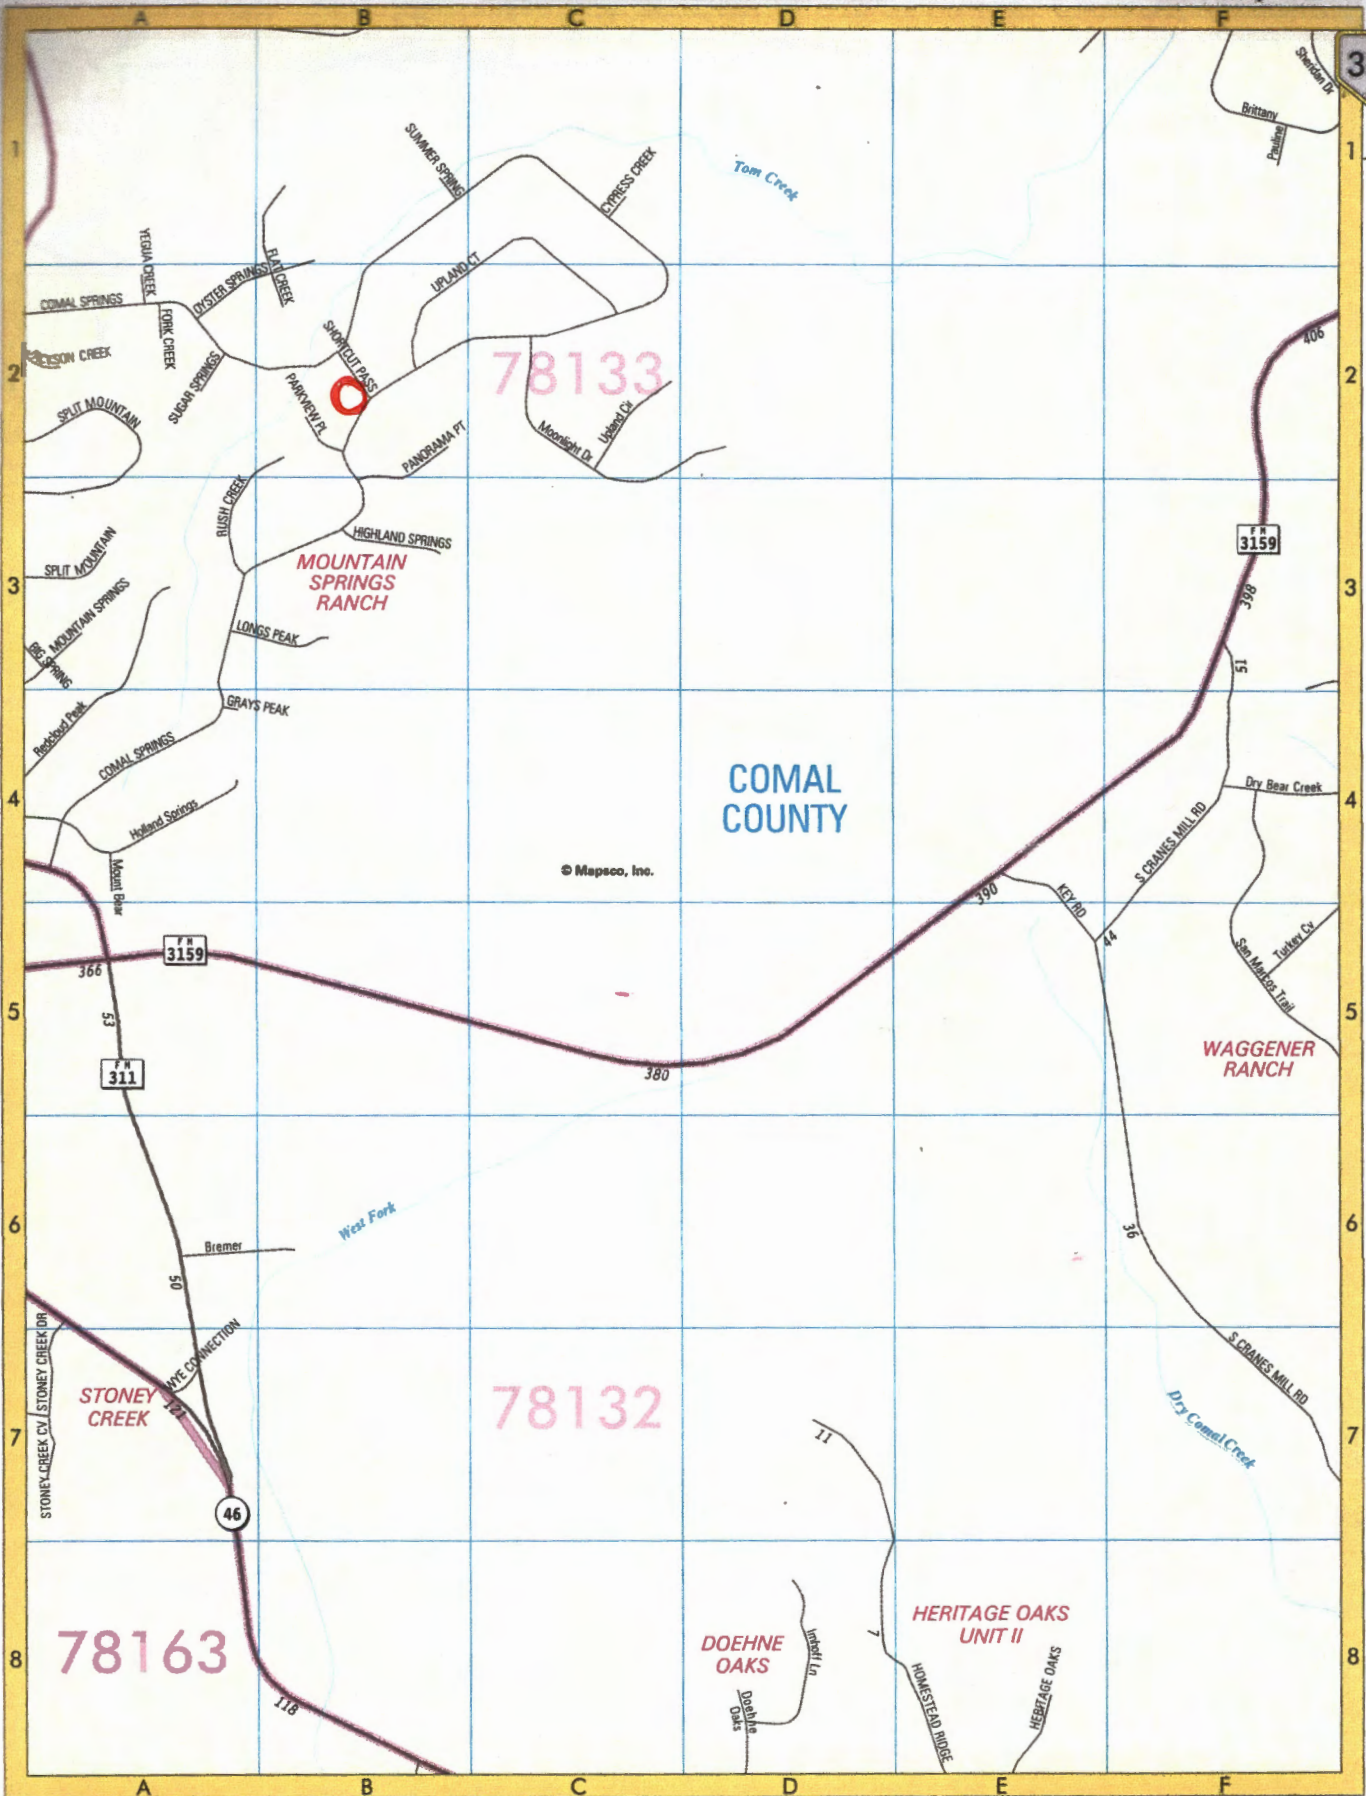 A B C D E F
3
1
1
2
2
3
3
4
4
5
5
6
6
7
7
8
8
Sheridan Dr
Brittany
Pauline
SUMMER SPRING
CYPRESS CREEK
Tom Creek
YEGUA CREEK
FLAT CREEK
OYSTER SPRINGS
UPLAND CT
COMAL SPRINGS
FORK CREEK
SHORTCUT PASS
CREEK
SUGAR SPRINGS
PARKVIEW PL
78133
406
SPLIT MOUNTAIN
Moonlight Dr
Upland Cir
PANORAMA PT
RUSH CREEK
HIGHLAND SPRINGS
FM
3159
MOUNTAIN
SPRINGS
RANCH
SPLIT MOUNTAIN
MOUNTAIN SPRINGS
BIG SPRING
398
LONGS PEAK
51
GRAYS PEAK
Redcloud Peak
COMAL SPRINGS
COMAL
COUNTY
Dry Bear Creek
Holland Springs
S CRANES MILL RD
Mount Bear
© Mapsco, Inc.
390
KEY RD
44
FM
3159
366
San Marcos Trail
Turkey Cv
53
WAGGENER
RANCH
FM
311
380
West Fork
36
Bremer
50
STONEY CREEK CV / STONEY CREEK DR
WYE CONNECTION
S CRANES MILL RD
STONEY
CREEK
121
78132
Dry Comal Creek
11
46
HERITAGE OAKS
UNIT II
78163
DOEHNE
OAKS
Imhoff Ln
7
HOMESTEAD RIDGE
HERITAGE OAKS
118
Doehne
Oaks
A B C D E F